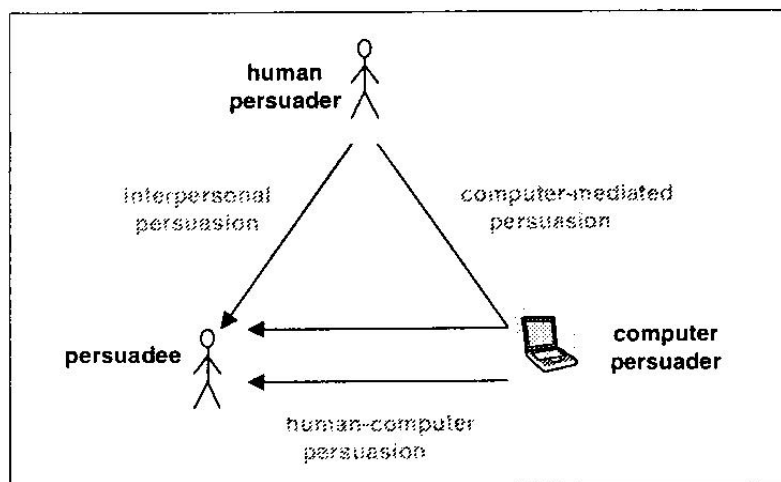 human
persuader
interpersonal
persuasion
computer-mediated
persuasion
persuadee
computer
persuader
human-computer
persuasion